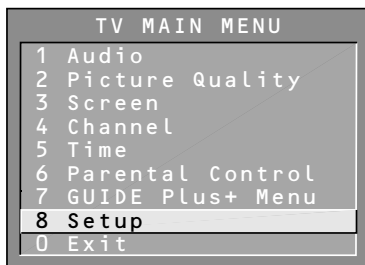 TV MAIN MENU
1 Audio
2 Picture Quality
3 Screen
4 Channel
5 Time
6 Parental Control
7 GUIDE Plus+ Menu
8 Setup
0 Exit